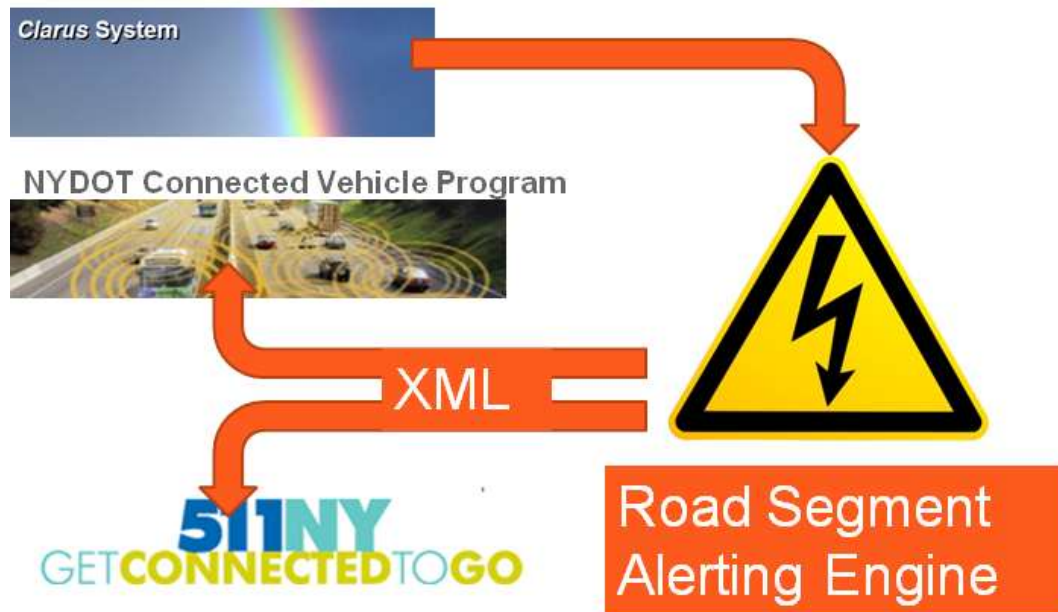 Clarus System
NYDOT Connected Vehicle Program
XML
511NY
GETCONNECTEDTOGO
Road Segment
Alerting Engine